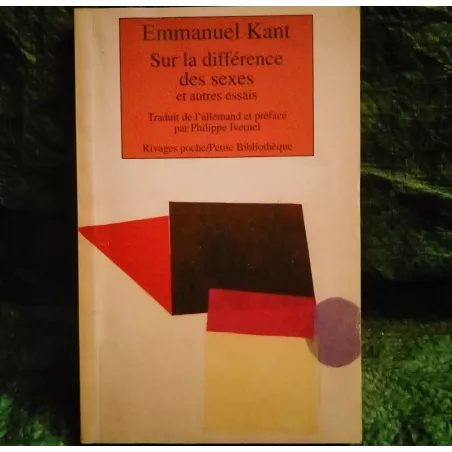 Emmanuel Kant
Sur la différence
des sexes
et autres essais
Traduit de l'allemand et préfacé
par Philippe Ivernel
Rivages poche/Petite Bibliothèque